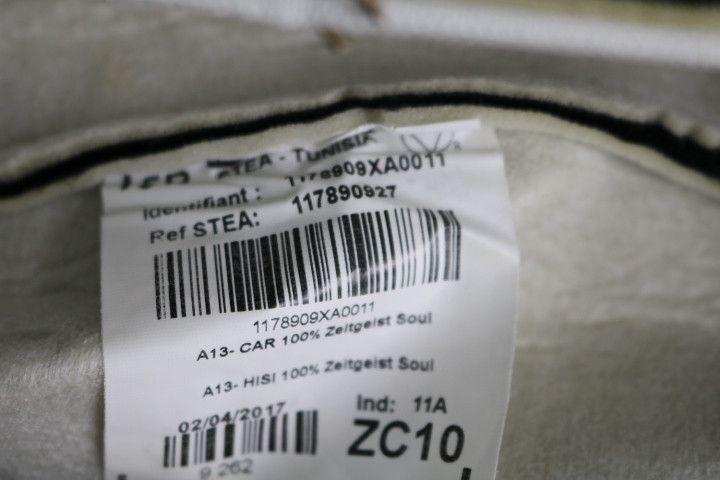 STEA - TUNISIA
Identifiant : 1178909XA0011
Ref STEA: 117890927
1178909XA0011
A13- CAR 100% Zeitgeist Soul
A13- HISI 100% Zeitgeist Soul
02/04/2017 Ind: 11A
ZC10
9 262